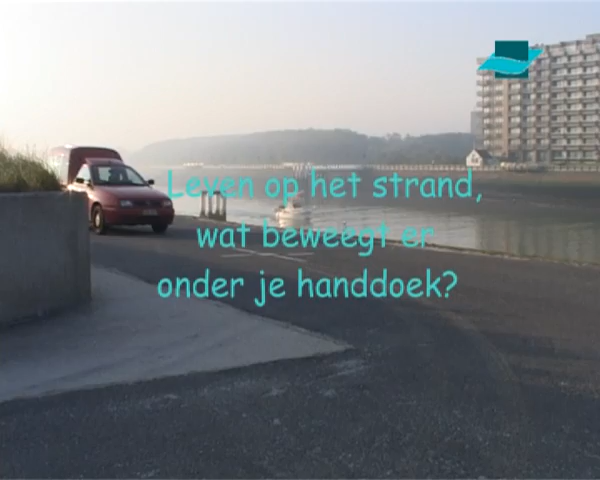 Leven op het strand,
wat beweegt er
onder je handdoek?